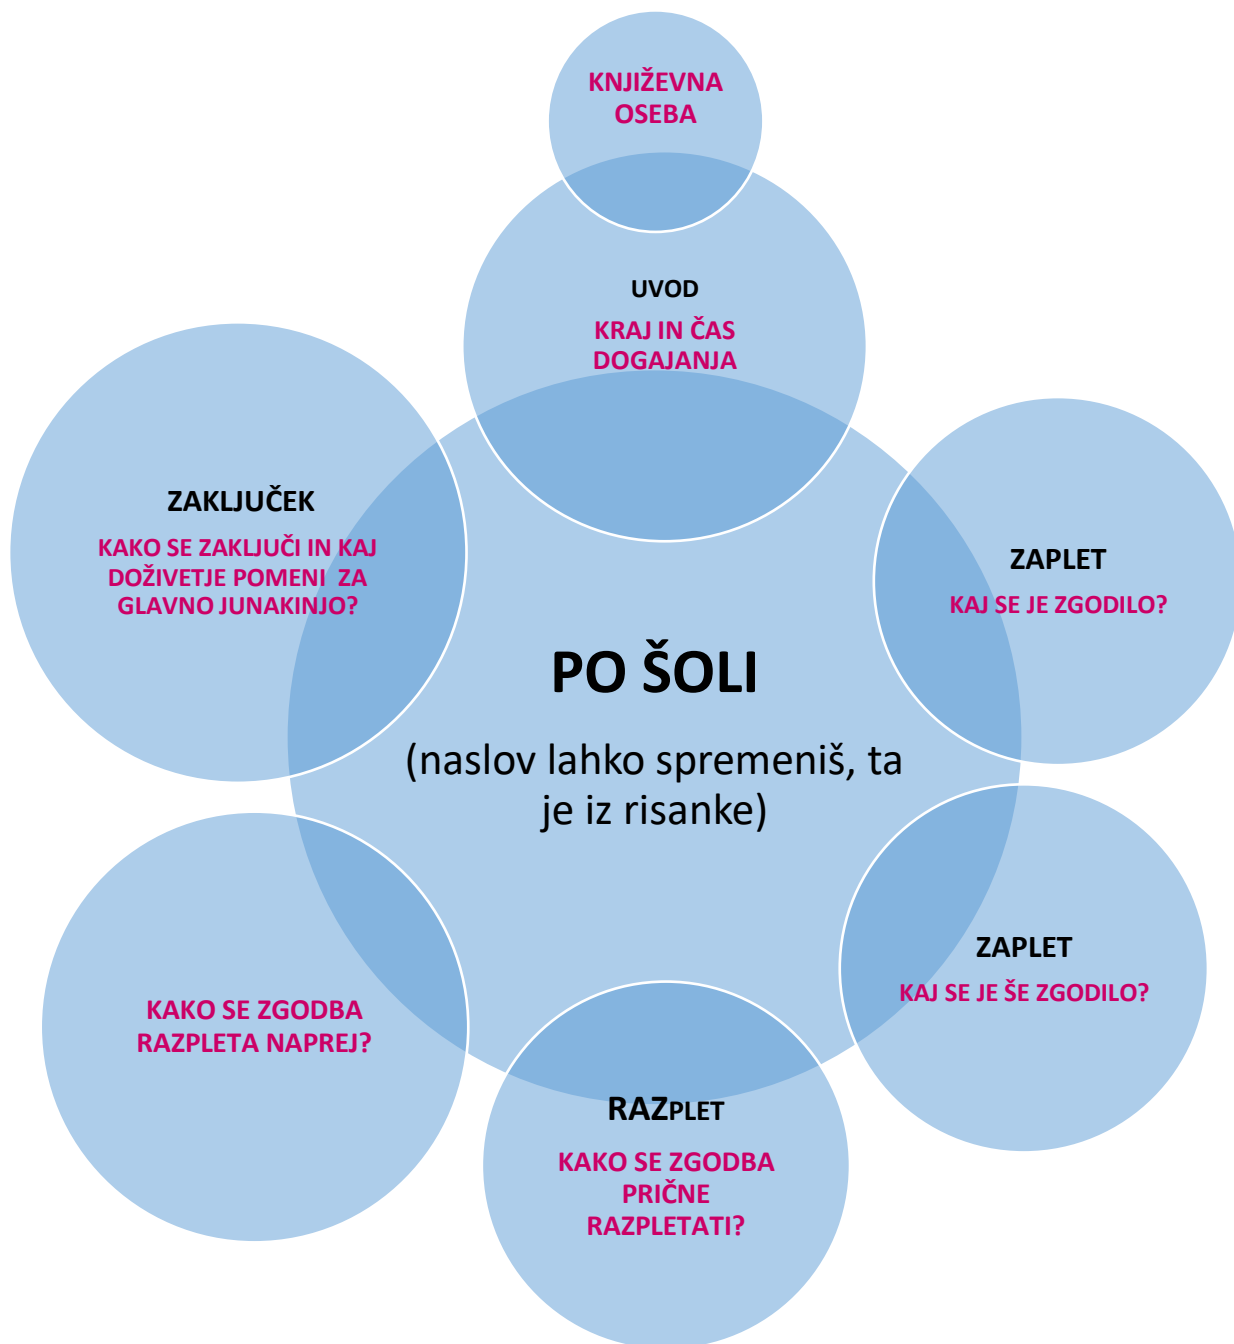 KNJIŽEVNA
OSEBA
UVOD
KRAJ IN ČAS
DOGAJANJA
ZAPLET
KAJ SE JE ZGODILO?
ZAPLET
KAJ SE JE ŠE ZGODILO?
RAZPLET
KAKO SE ZGODBA
PRIČNE
RAZPLETATI?
KAKO SE ZGODBA
RAZPLETA NAPREJ?
ZAKLJUČEK
KAKO SE ZAKLJUČI IN KAJ
DOŽIVETJE POMENI ZA
GLAVNO JUNAKINJO?
PO ŠOLI
(naslov lahko spremeniš, ta
je iz risanke)